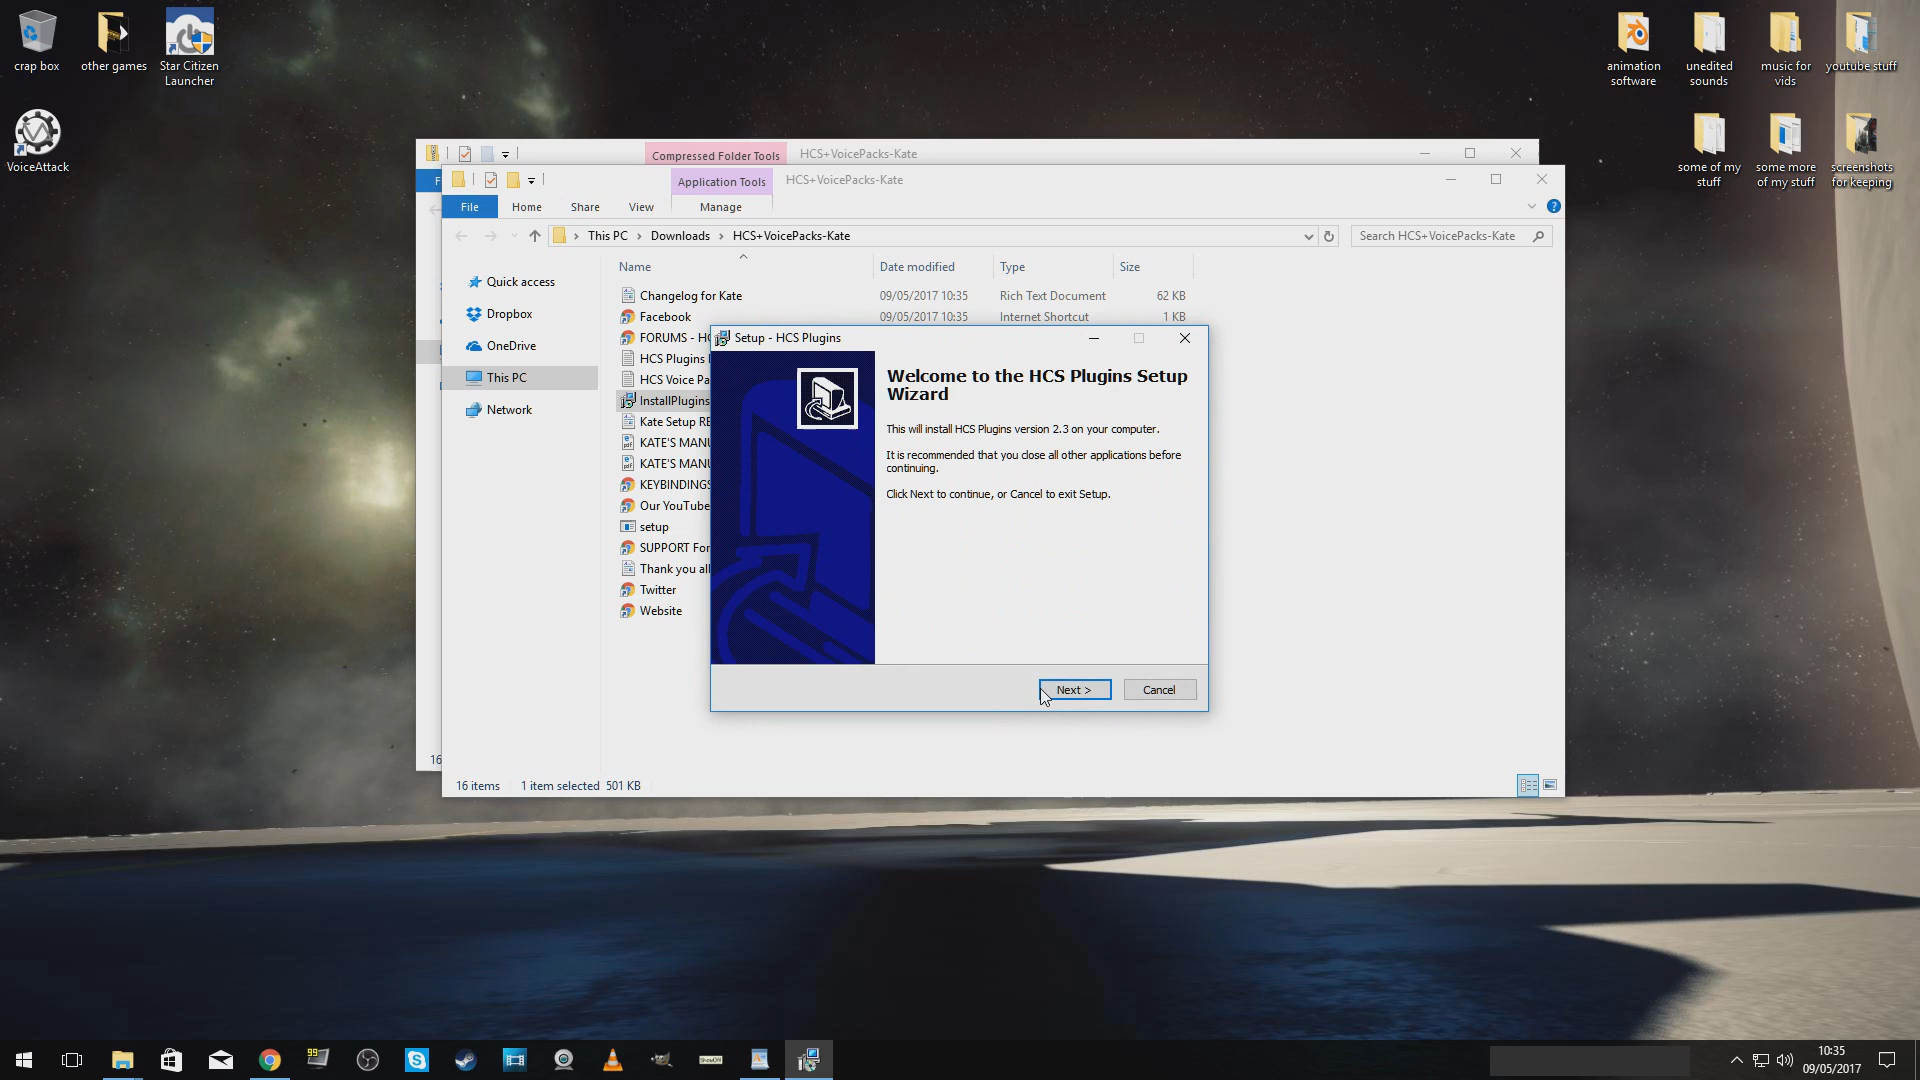 crap box
other games
Star Citizen
Launcher
VoiceAttack
animation
software
unedited
sounds
music for
vids
youtube stuff
some of my
stuff
some more
of my stuff
screenshots
for keeping
Compressed Folder Tools
HCS+VoicePacks-Kate
F
Application Tools
HCS+VoicePacks-Kate
File
Home
Share
View
Manage
This PC
Downloads
HCS+VoicePacks-Kate
Search HCS+VoicePacks-Kate
Name
Date modified
Type
Size
Quick access
Dropbox
OneDrive
This PC
Network
Changelog for Kate
09/05/2017 10:35
Rich Text Document
62 KB
Facebook
09/05/2017 10:35
Internet Shortcut
1 KB
FORUMS - HC
HCS Plugins
HCS Voice Pa
InstallPlugins
Kate Setup RE
KATE'S MANU
KATE'S MANU
KEYBINDINGS
Our YouTube
setup
SUPPORT For
Thank you all
Twitter
Website
Setup - HCS Plugins
Welcome to the HCS Plugins Setup
Wizard
This will install HCS Plugins version 2.3 on your computer.
It is recommended that you close all other applications before
continuing.
Click Next to continue, or Cancel to exit Setup.
Next >
Cancel
16
16 items
1 item selected 501 KB
99
ShowOff
10:35
09/05/2017